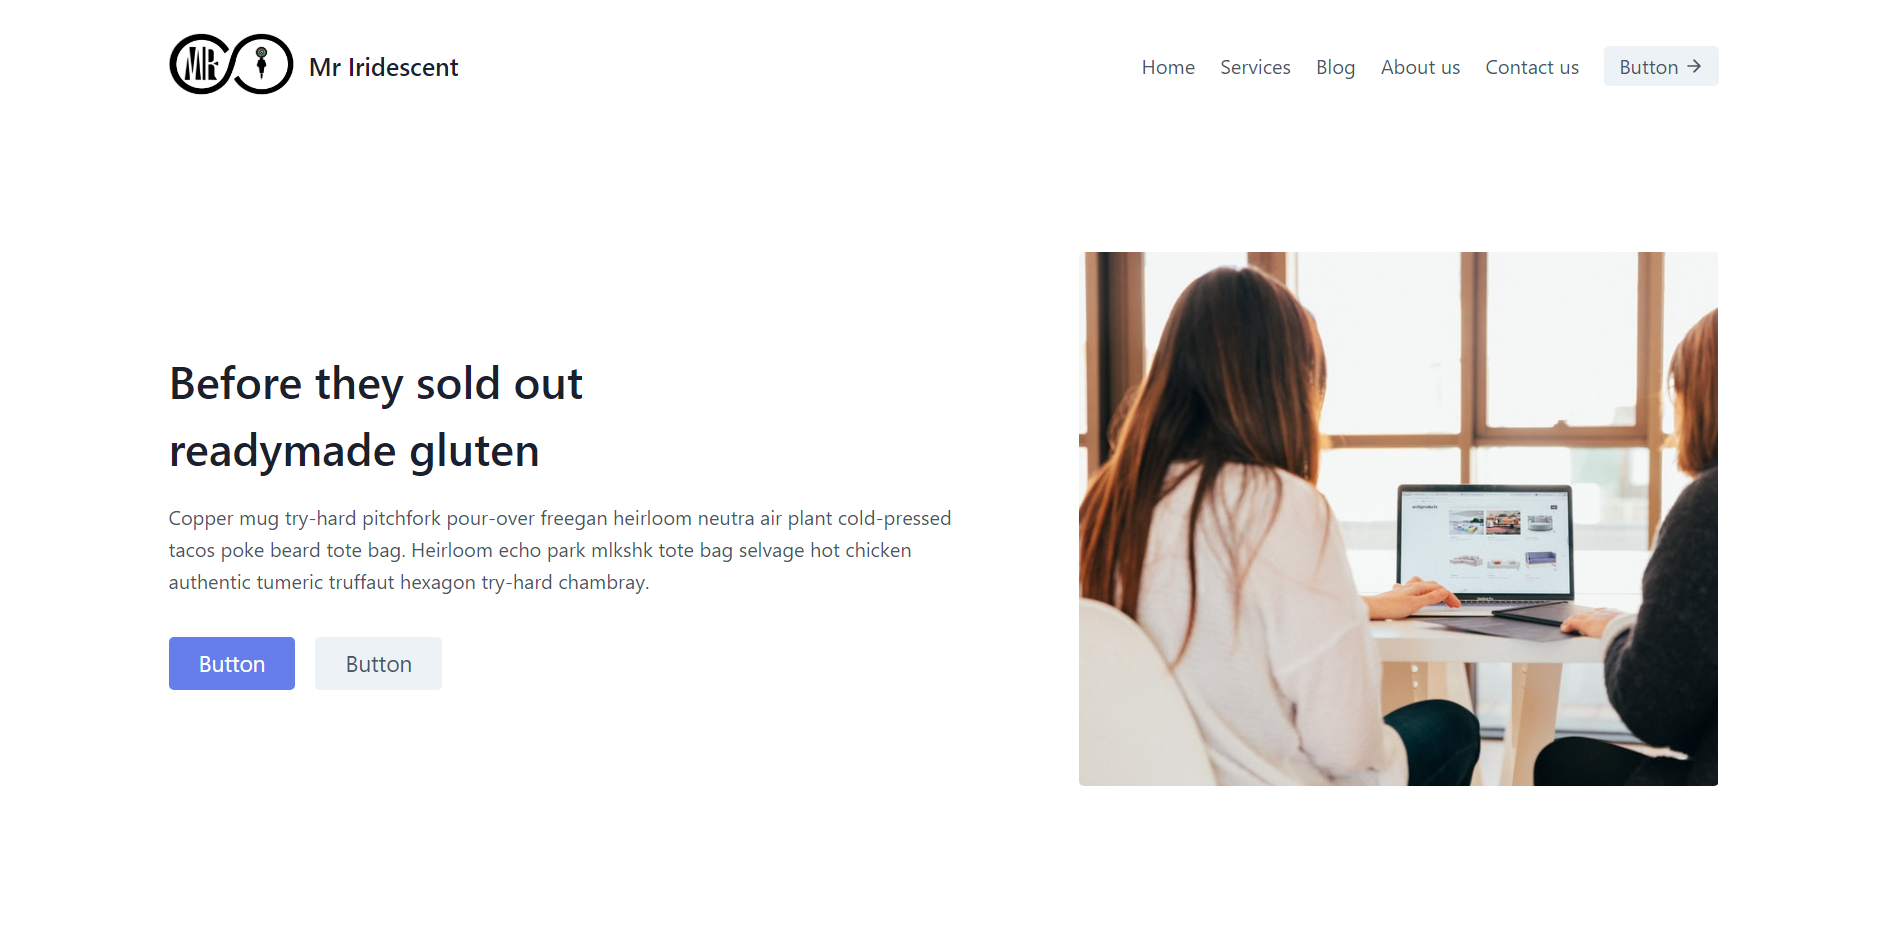 MR
Mr Iridescent
Home Services Blog About us Contact us Button →
Before they sold out
readymade gluten
Copper mug try-hard pitchfork pour-over freegan heirloom neutra air plant cold-pressed
tacos poke beard tote bag. Heirloom echo park mlkshk tote bag selvage hot chicken
authentic tumeric truffaut hexagon try-hard chambray.
Button Button